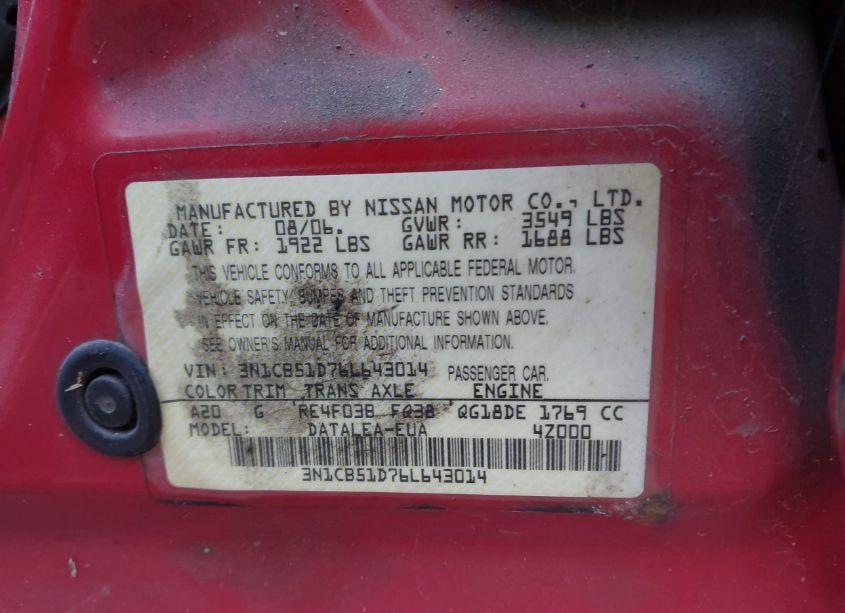 MANUFACTURED BY NISSAN MOTOR CO., LTD.
DATE: 08/06. GVWR: 3549 LBS
GAWR FR: 1922 LBS GAWR RR: 1688 LBS
THIS VEHICLE CONFORMS TO ALL APPLICABLE FEDERAL MOTOR.
VEHICLE SAFETY, BUMPER AND THEFT PREVENTION STANDARDS
IN EFFECT ON THE DATE OF MANUFACTURE SHOWN ABOVE.
SEE OWNER'S MANUAL FOR ADDITIONAL INFORMATION.
VIN: 3N1CB51D76L643014 PASSENGER CAR.
COLOR TRIM TRANS AXLE ENGINE
A20 G RE4F03B FQ38 QG18DE 1769 CC
MODEL: DATALEA-EUA 4Z000
3N1CB51D76L643014